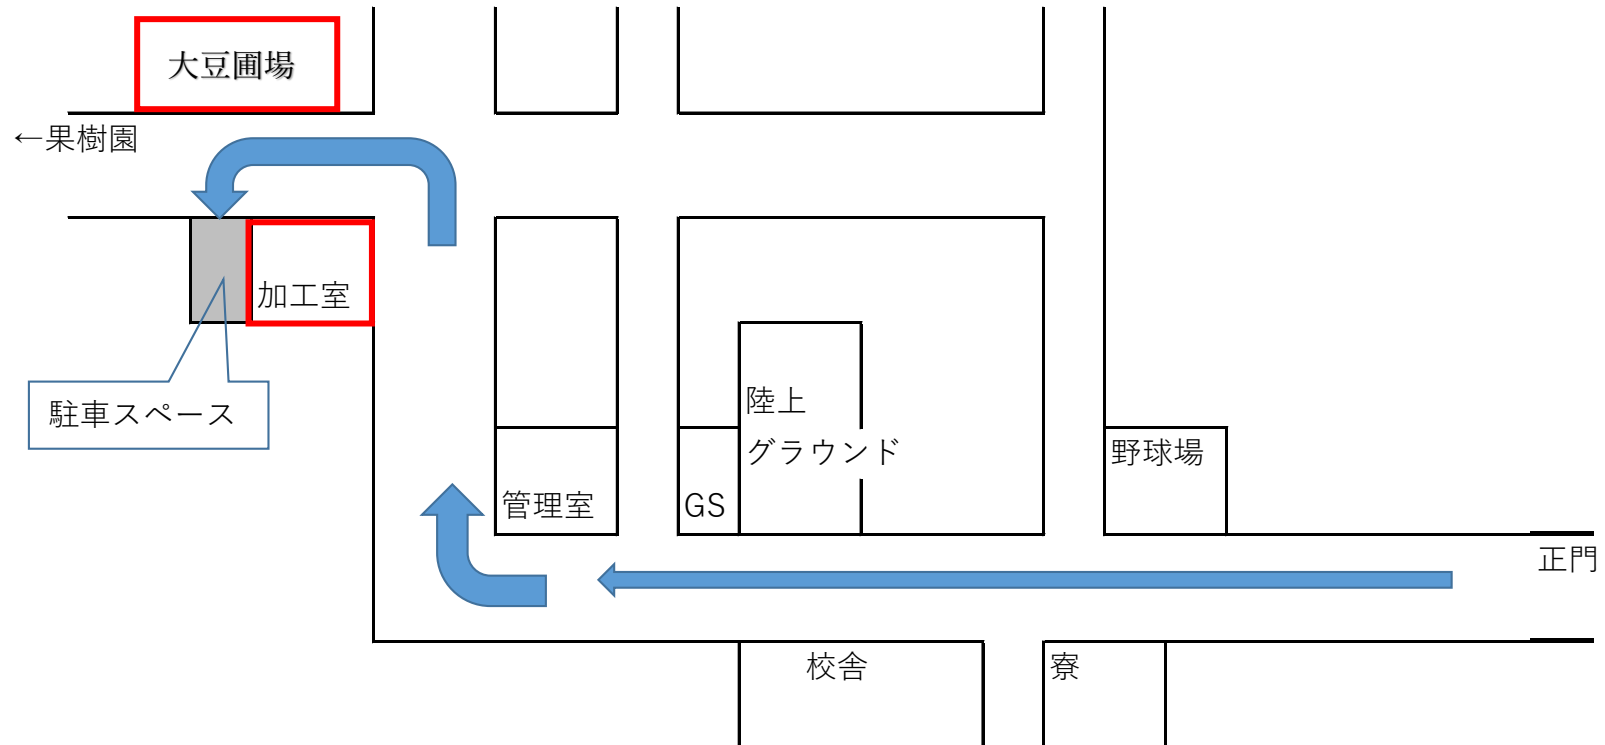 大豆圃場
←果樹園
加工室
駐車スペース
陸上
グラウンド
野球場
管理室
GS
正門
校舎
寮